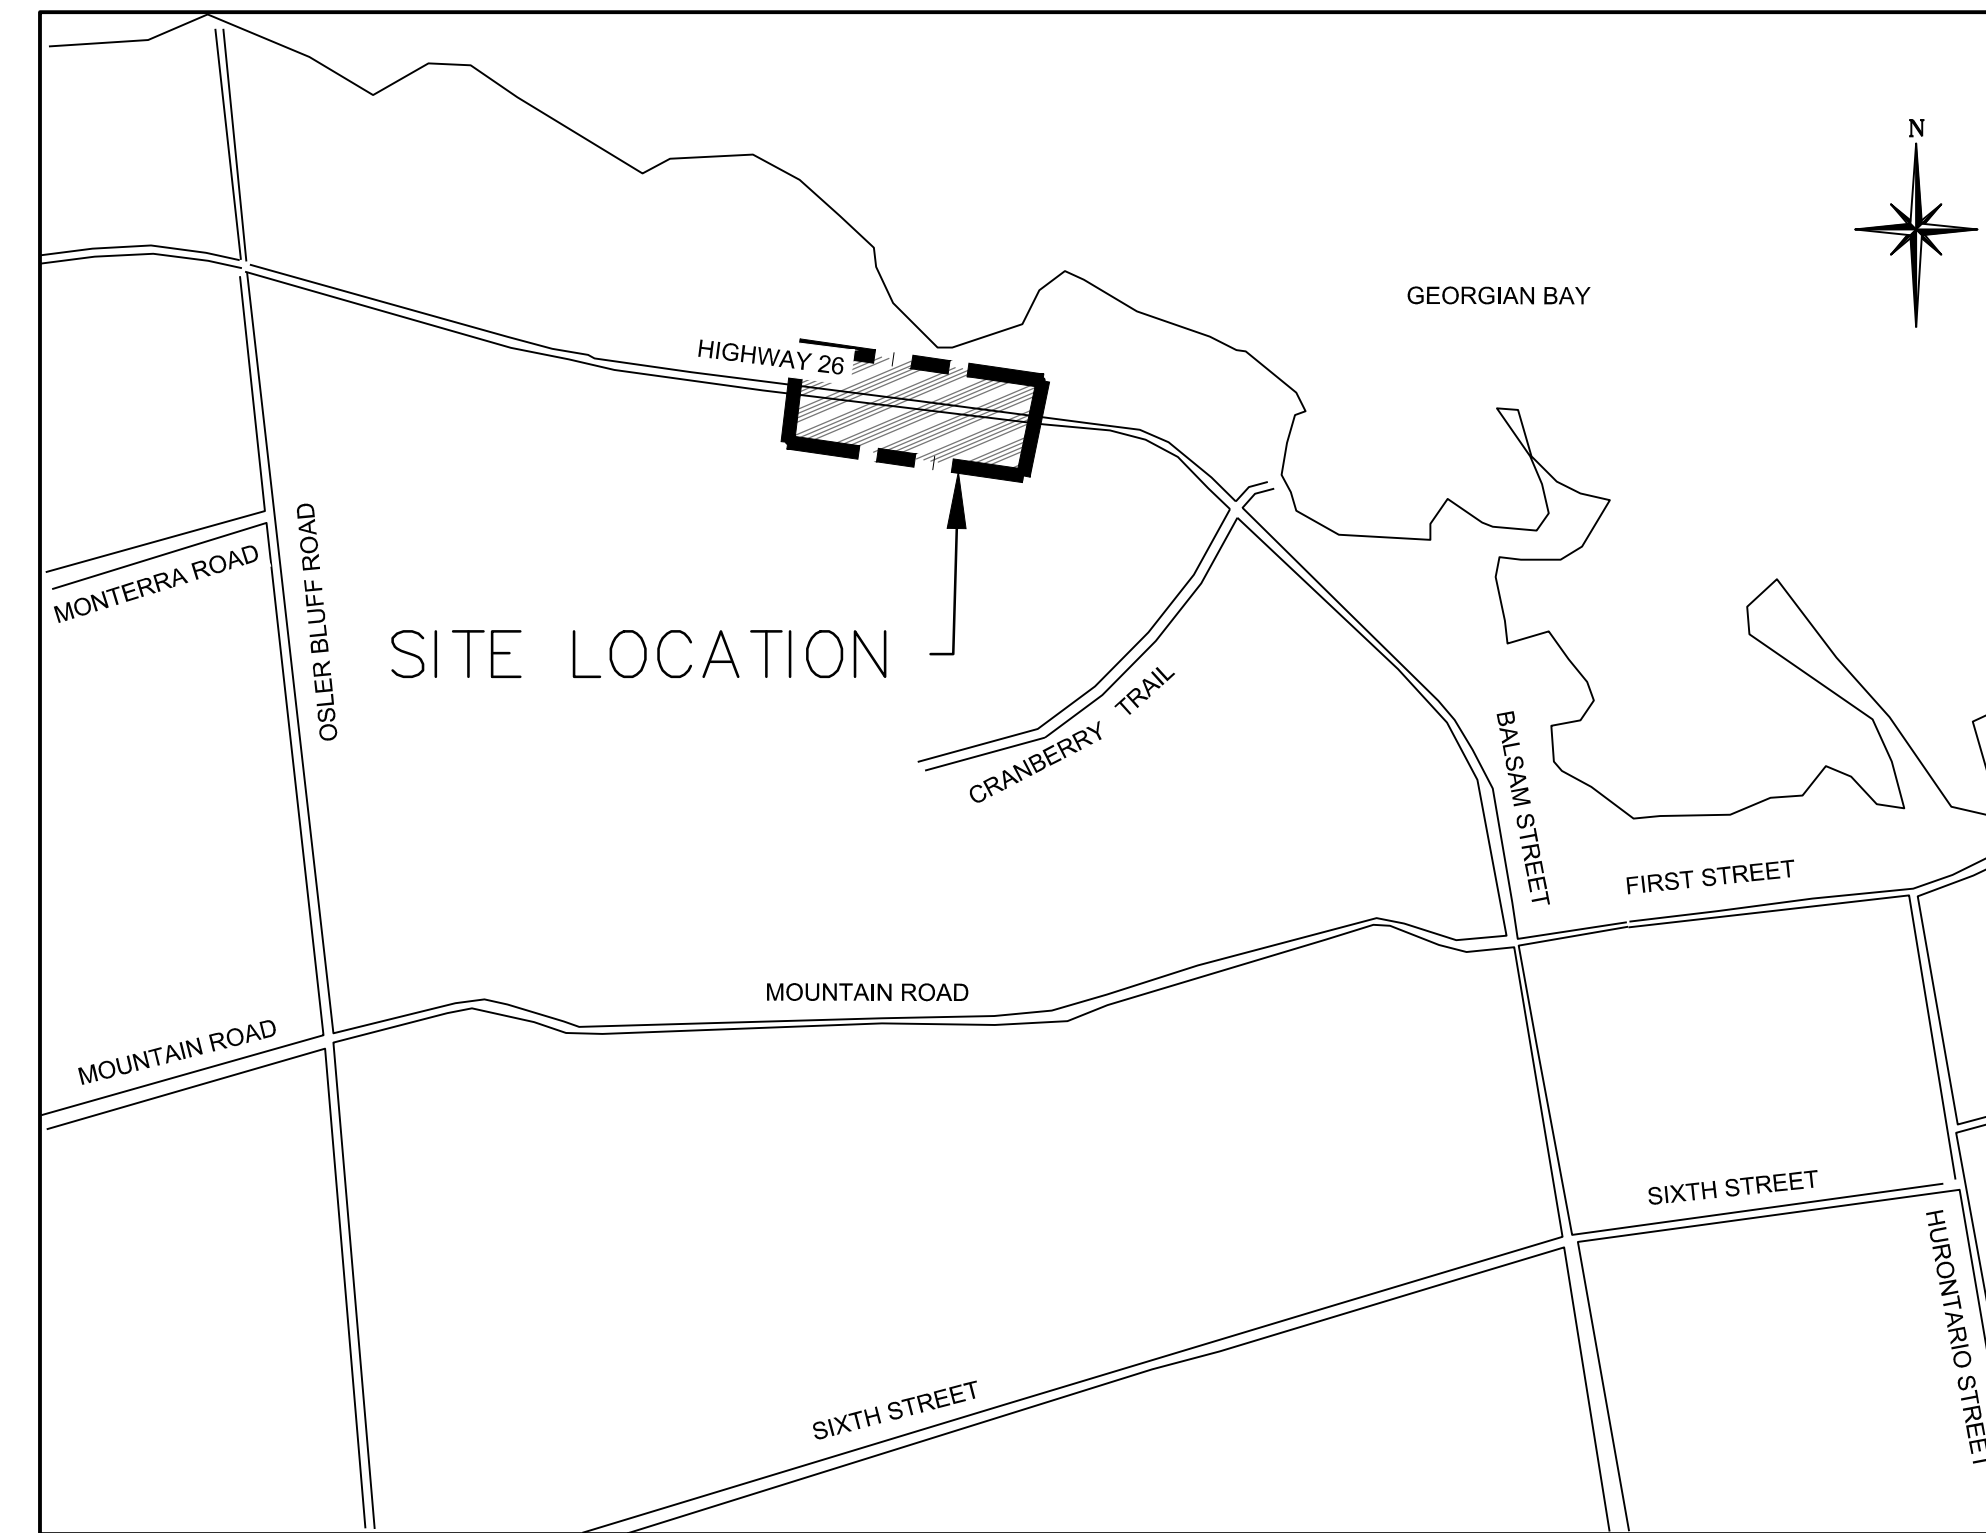 N
GEORGIAN BAY
HIGHWAY 26
MONTERRA ROAD
OSLER BLUFF ROAD
SITE LOCATION
CRANBERRY TRAIL
BALSAM STREET
FIRST STREET
MOUNTAIN ROAD
MOUNTAIN ROAD
SIXTH STREET
HURONTARIO STREET
SIXTH STREET